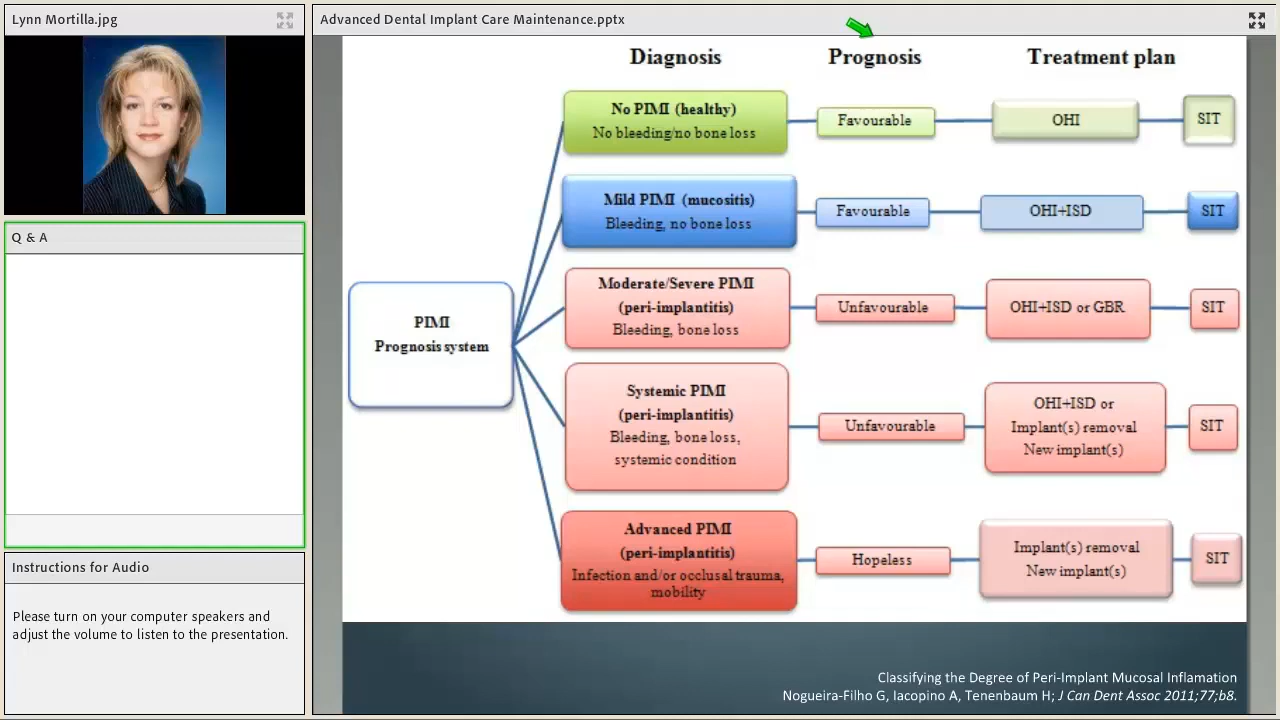 Lynn Mortilla.jpg
Advanced Dental Implant Care Maintenance.pptx
Q & A
Instructions for Audio
Please turn on your computer speakers and
adjust the volume to listen to the presentation.
Diagnosis
Prognosis
Treatment plan
PIMI
Prognosis system
No PIMI (healthy)
No bleeding/no bone loss
Favourable
OHI
SIT
Mild PIMI (mucositis)
Bleeding, no bone loss
Favourable
OHI+ISD
SIT
Moderate/Severe PIMI
(peri-implantitis)
Bleeding, bone loss
Unfavourable
OHI+ISD or GBR
SIT
Systemic PIMI
(peri-implantitis)
Bleeding, bone loss,
systemic condition
Unfavourable
OHI+ISD or
Implant(s) removal
New implant(s)
SIT
Advanced PIMI
(peri-implantitis)
Infection and/or occlusal trauma,
mobility
Hopeless
Implant(s) removal
New implant(s)
SIT
Classifying the Degree of Peri-Implant Mucosal Inflamation
Nogueira-Filho G, Iacopino A, Tenenbaum H; J Can Dent Assoc 2011;77;b8.